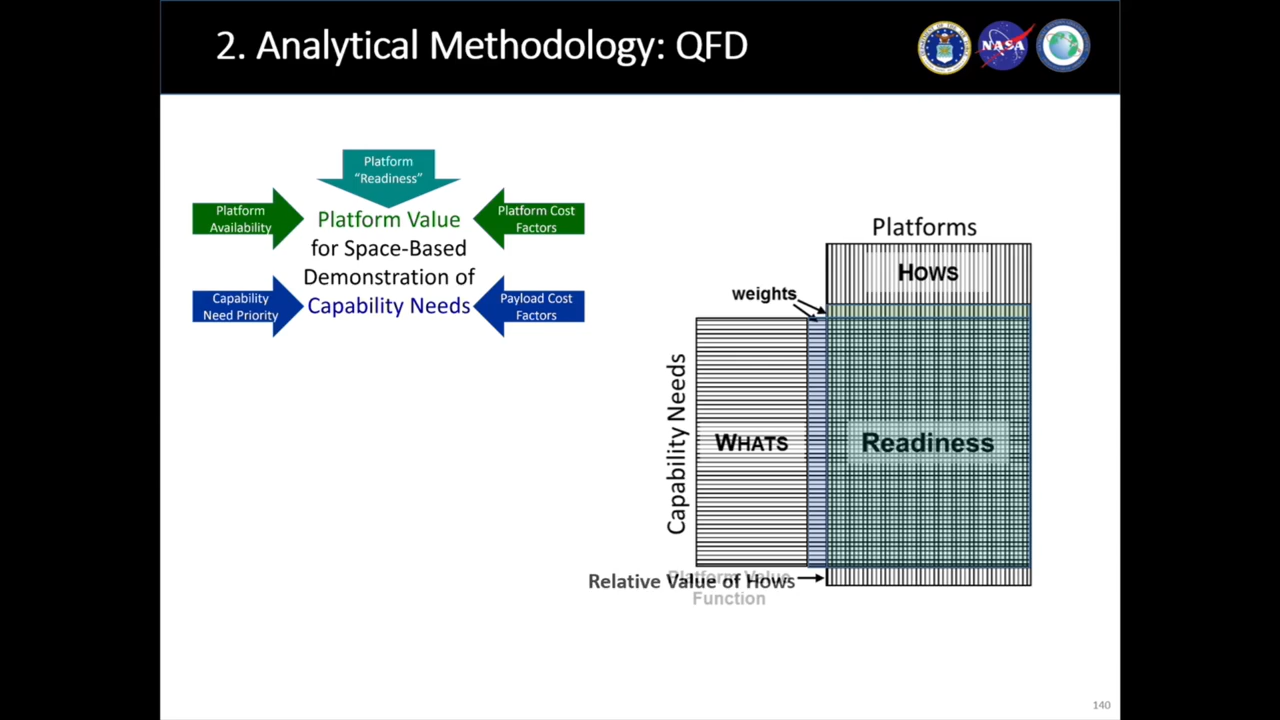 2. Analytical Methodology: QFD
NASA
Platform
"Readiness"
Platform
Availability
Platform Cost
Factors
Platform Value
for Space-Based
Demonstration of
Capability Needs
Capability
Need Priority
Payload Cost
Factors
Platforms
HOWS
weights
Capability Needs
WHATS
Readiness
Relative Value of Hows
Platform Value
Function
140